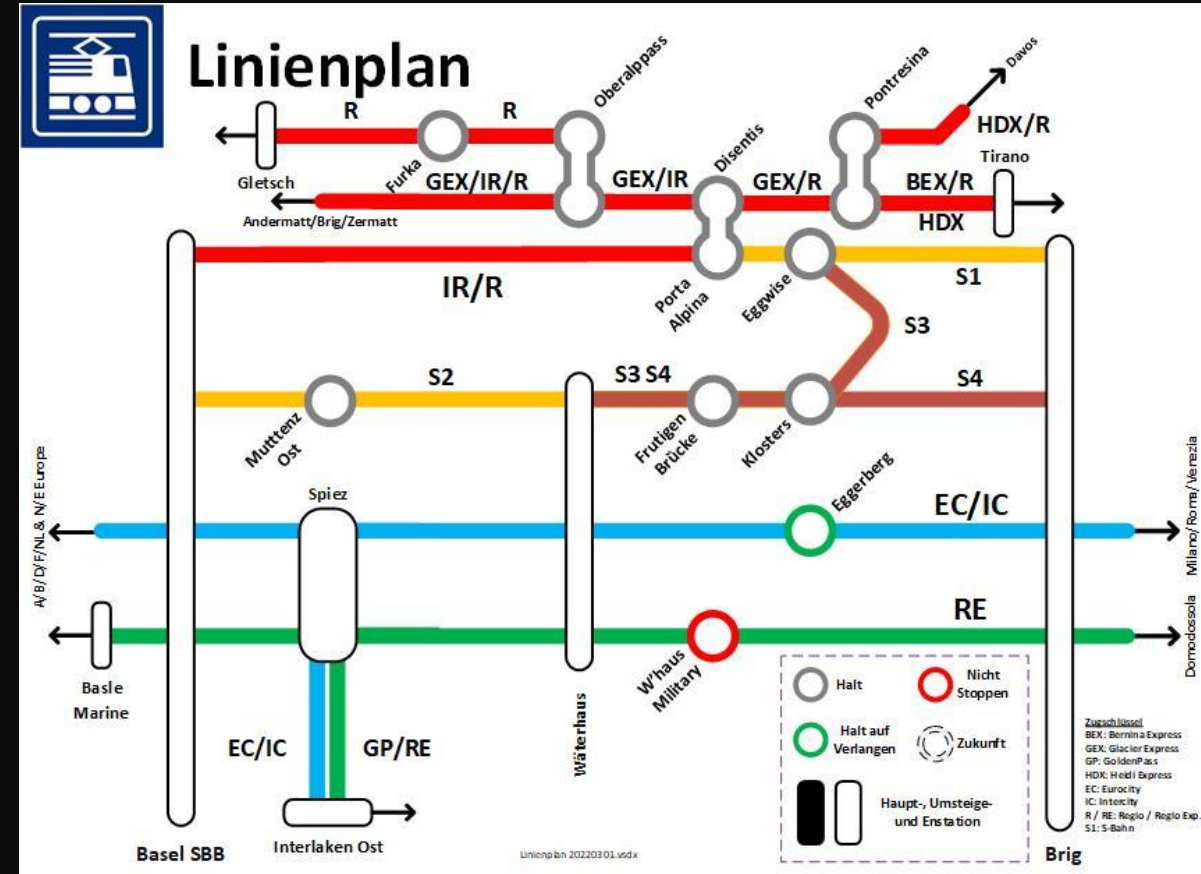 Linienplan
R
R
Oberalppass
Pontresina
Davos
HDX/R
Gletsch
Furka
Disentis
Tirano
GEX/IR/R
GEX/IR
GEX/R
BEX/R
HDX
Andermatt/Brig/Zermatt
IR/R
Porta
Alpina
Eggwise
S1
S3
S2
S3 S4
S4
Mutttenz
Ost
Frutigen
Brücke
Klosters
A/B/D/F/NL & N/E Europe
Spiez
Eggerberg
EC/IC
Milano/Roma/Venezia
RE
Basle
Marine
W'haus
Military
Domodossola
Wäterhaus
EC/IC
GP/RE
Interlaken Ost
Basel SBB
Brig
Halt
Nicht
Stoppen
Halt auf
Verlangen
Zukunft
Haupt-, Umsteige-
und Enstation
Zugschlüssel
BEX: Bernina Express
GEX: Glacier Express
GP: GoldenPass
HDX: Heidi Express
EC: Eurocity
IC: Intercity
R / RE: Regio / Regio Exp.
S1: S-Bahn
Linienplan 20220301.vsdx